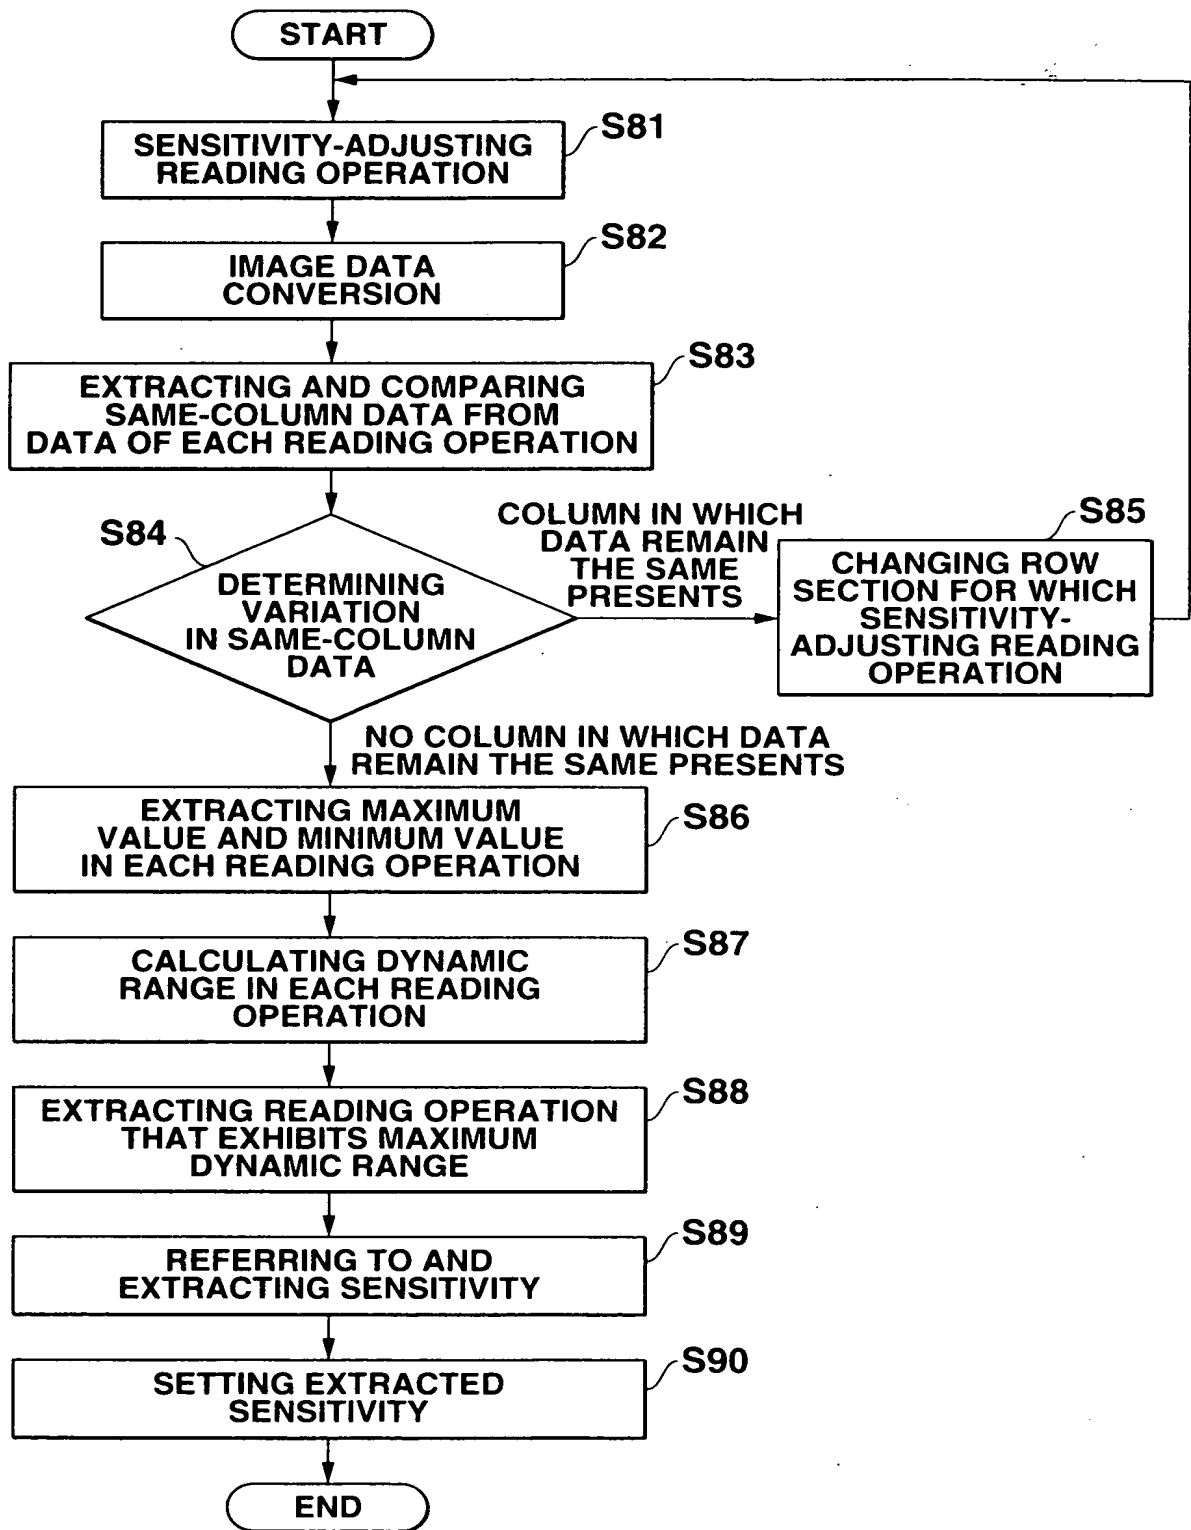 START
S81
SENSITIVITY-ADJUSTING
READING OPERATION
S82
IMAGE DATA
CONVERSION
S83
EXTRACTING AND COMPARING
SAME-COLUMN DATA FROM
DATA OF EACH READING OPERATION
S84
DETERMINING
VARIATION
IN SAME-COLUMN
DATA
COLUMN IN WHICH
DATA REMAIN
THE SAME
PRESENTS
S85
CHANGING ROW
SECTION FOR WHICH
SENSITIVITY-
ADJUSTING READING
OPERATION
NO COLUMN IN WHICH DATA
REMAIN THE SAME PRESENTS
S86
EXTRACTING MAXIMUM
VALUE AND MINIMUM VALUE
IN EACH READING OPERATION
S87
CALCULATING DYNAMIC
RANGE IN EACH READING
OPERATION
S88
EXTRACTING READING OPERATION
THAT EXHIBITS MAXIMUM
DYNAMIC RANGE
S89
REFERRING TO AND
EXTRACTING SENSITIVITY
S90
SETTING EXTRACTED
SENSITIVITY
END